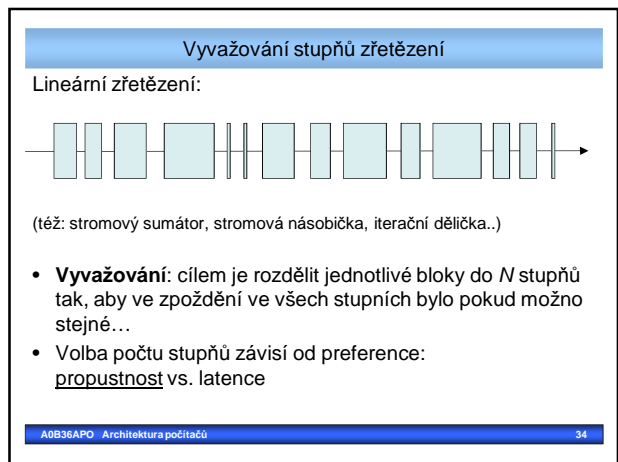 Vyvažování stupňů zřetězení
Lineární zřetězení:
(též: stromový sumátor, stromová násobička, iterační dělička..)
• Vyvažování: cílem je rozdělit jednotlivé bloky do N stupňů
tak, aby ve zpoždění ve všech stupních bylo pokud možno
stejné…
• Volba počtu stupňů závisí od preference:
propustnost vs. latence
A0B36APO Architektura počítačů 34